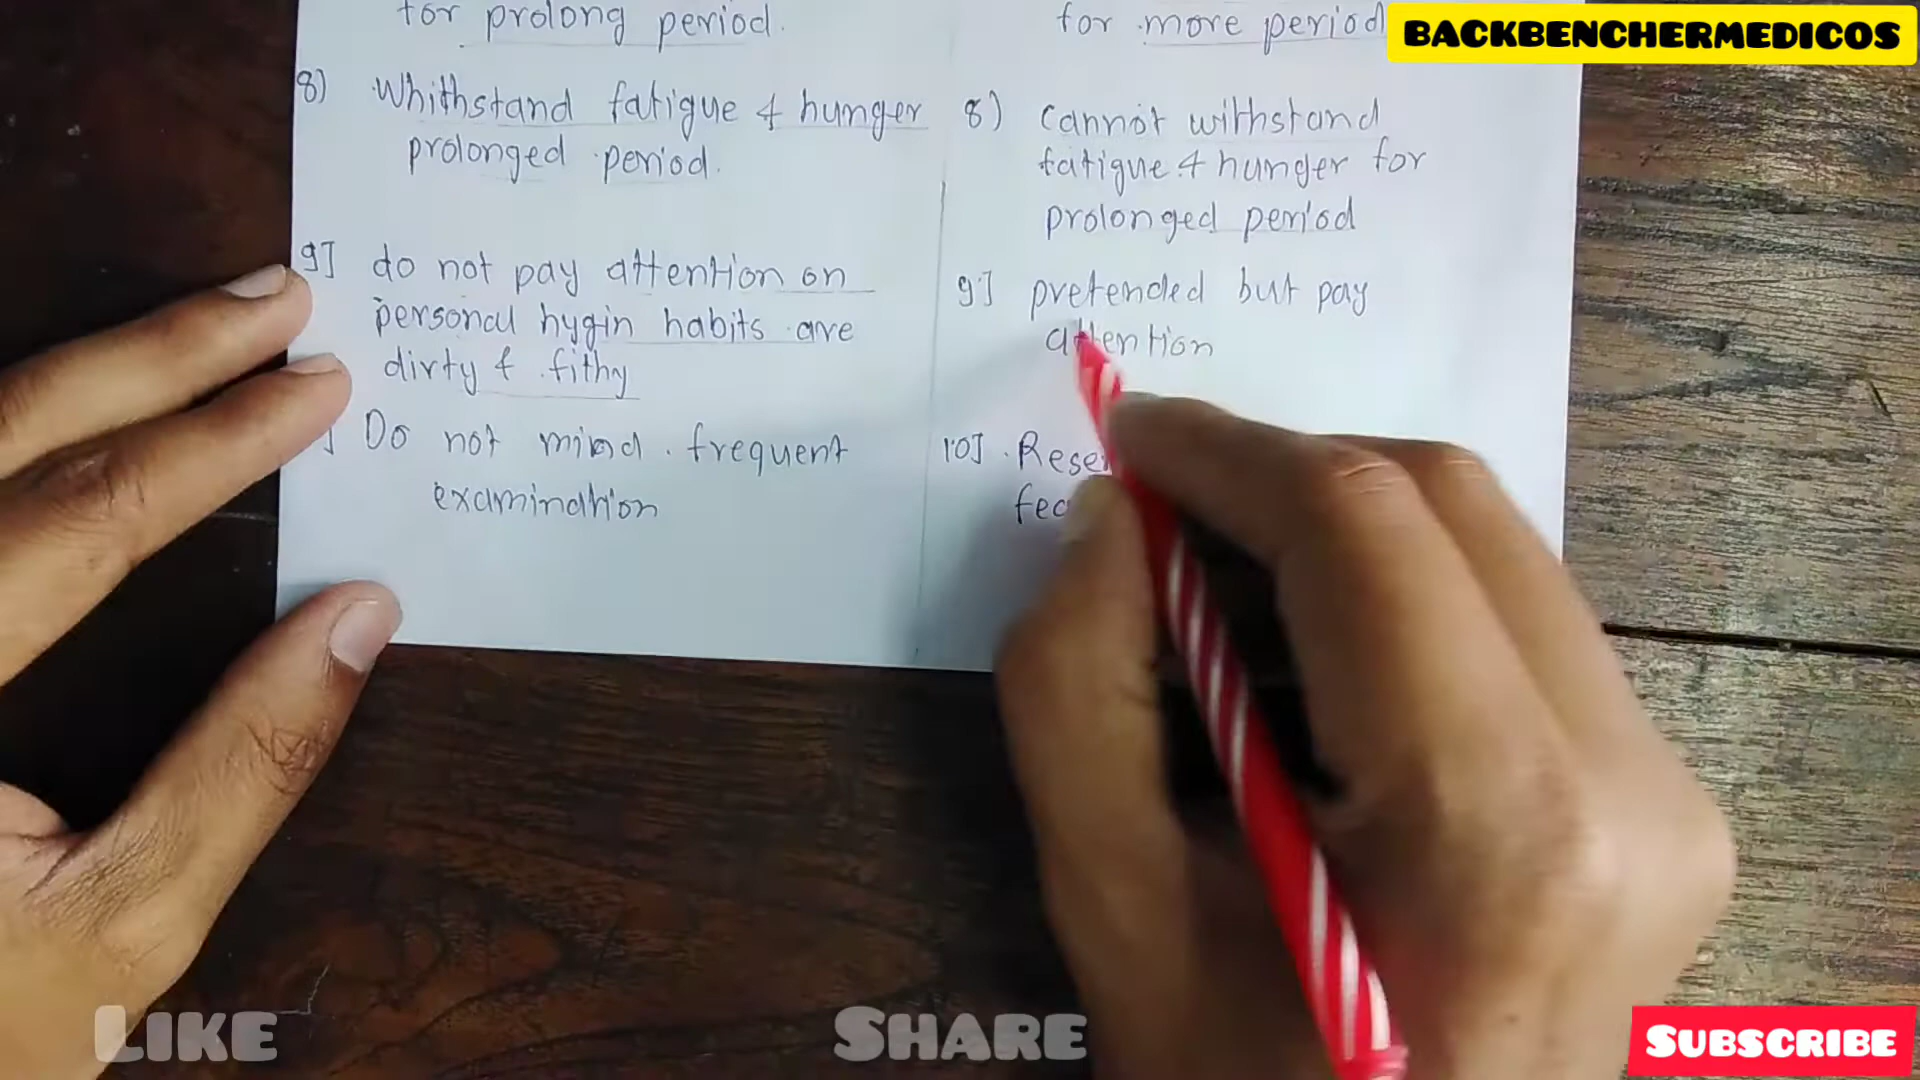 for prolong period.
8) Whithstand fatigue & hunger
prolonged period.
9] do not pay attention on
personal hygin habits are
dirty & fithy
] Do not mind frequent
examination
for more period
8) cannot withstand
fatigue & hunger for
prolonged period
9] pretended but pay
attention
10]
BACKBENCHERMEDICOS
LIKE
SHARE
SUBSCRIBE